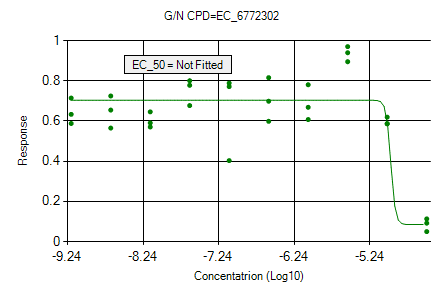 G/N CPD=EC_6772302
EC_50 = Not Fitted
1
0.8
0.6
0.4
0.2
0
Response
-9.24 -8.24 -7.24 -6.24 -5.24
Concentatrion (Log10)